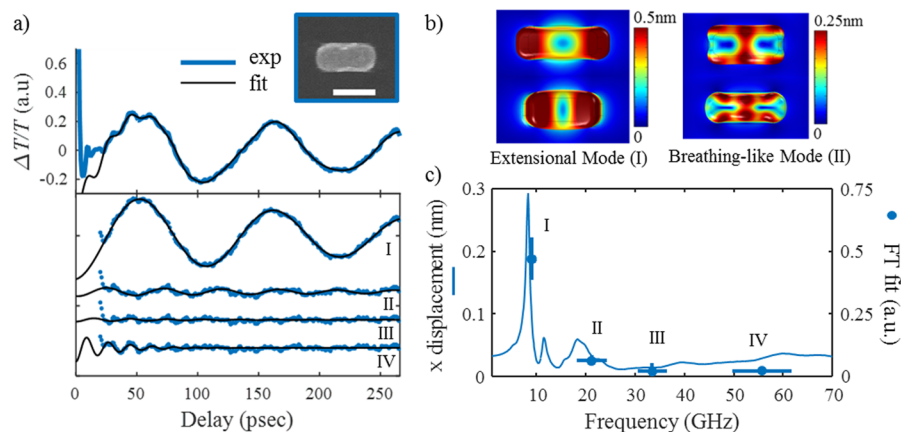 a)
exp
fit
0.6
0.4
0.2
0
-0.2
ΔT/T (a.u)
I
II
III
IV
0 50 100 150 200 250
Delay (psec)
b)
0.5nm
0
0.25nm
0
Extensional Mode (I)
Breathing-like Mode (II)
c)
0.3
0.2
0.1
0
x displacement (nm)
I
II
III
IV
0.75
0.5
0.25
0
FT fit (a.u.)
10 20 30 40 50 60 70
Frequency (GHz)